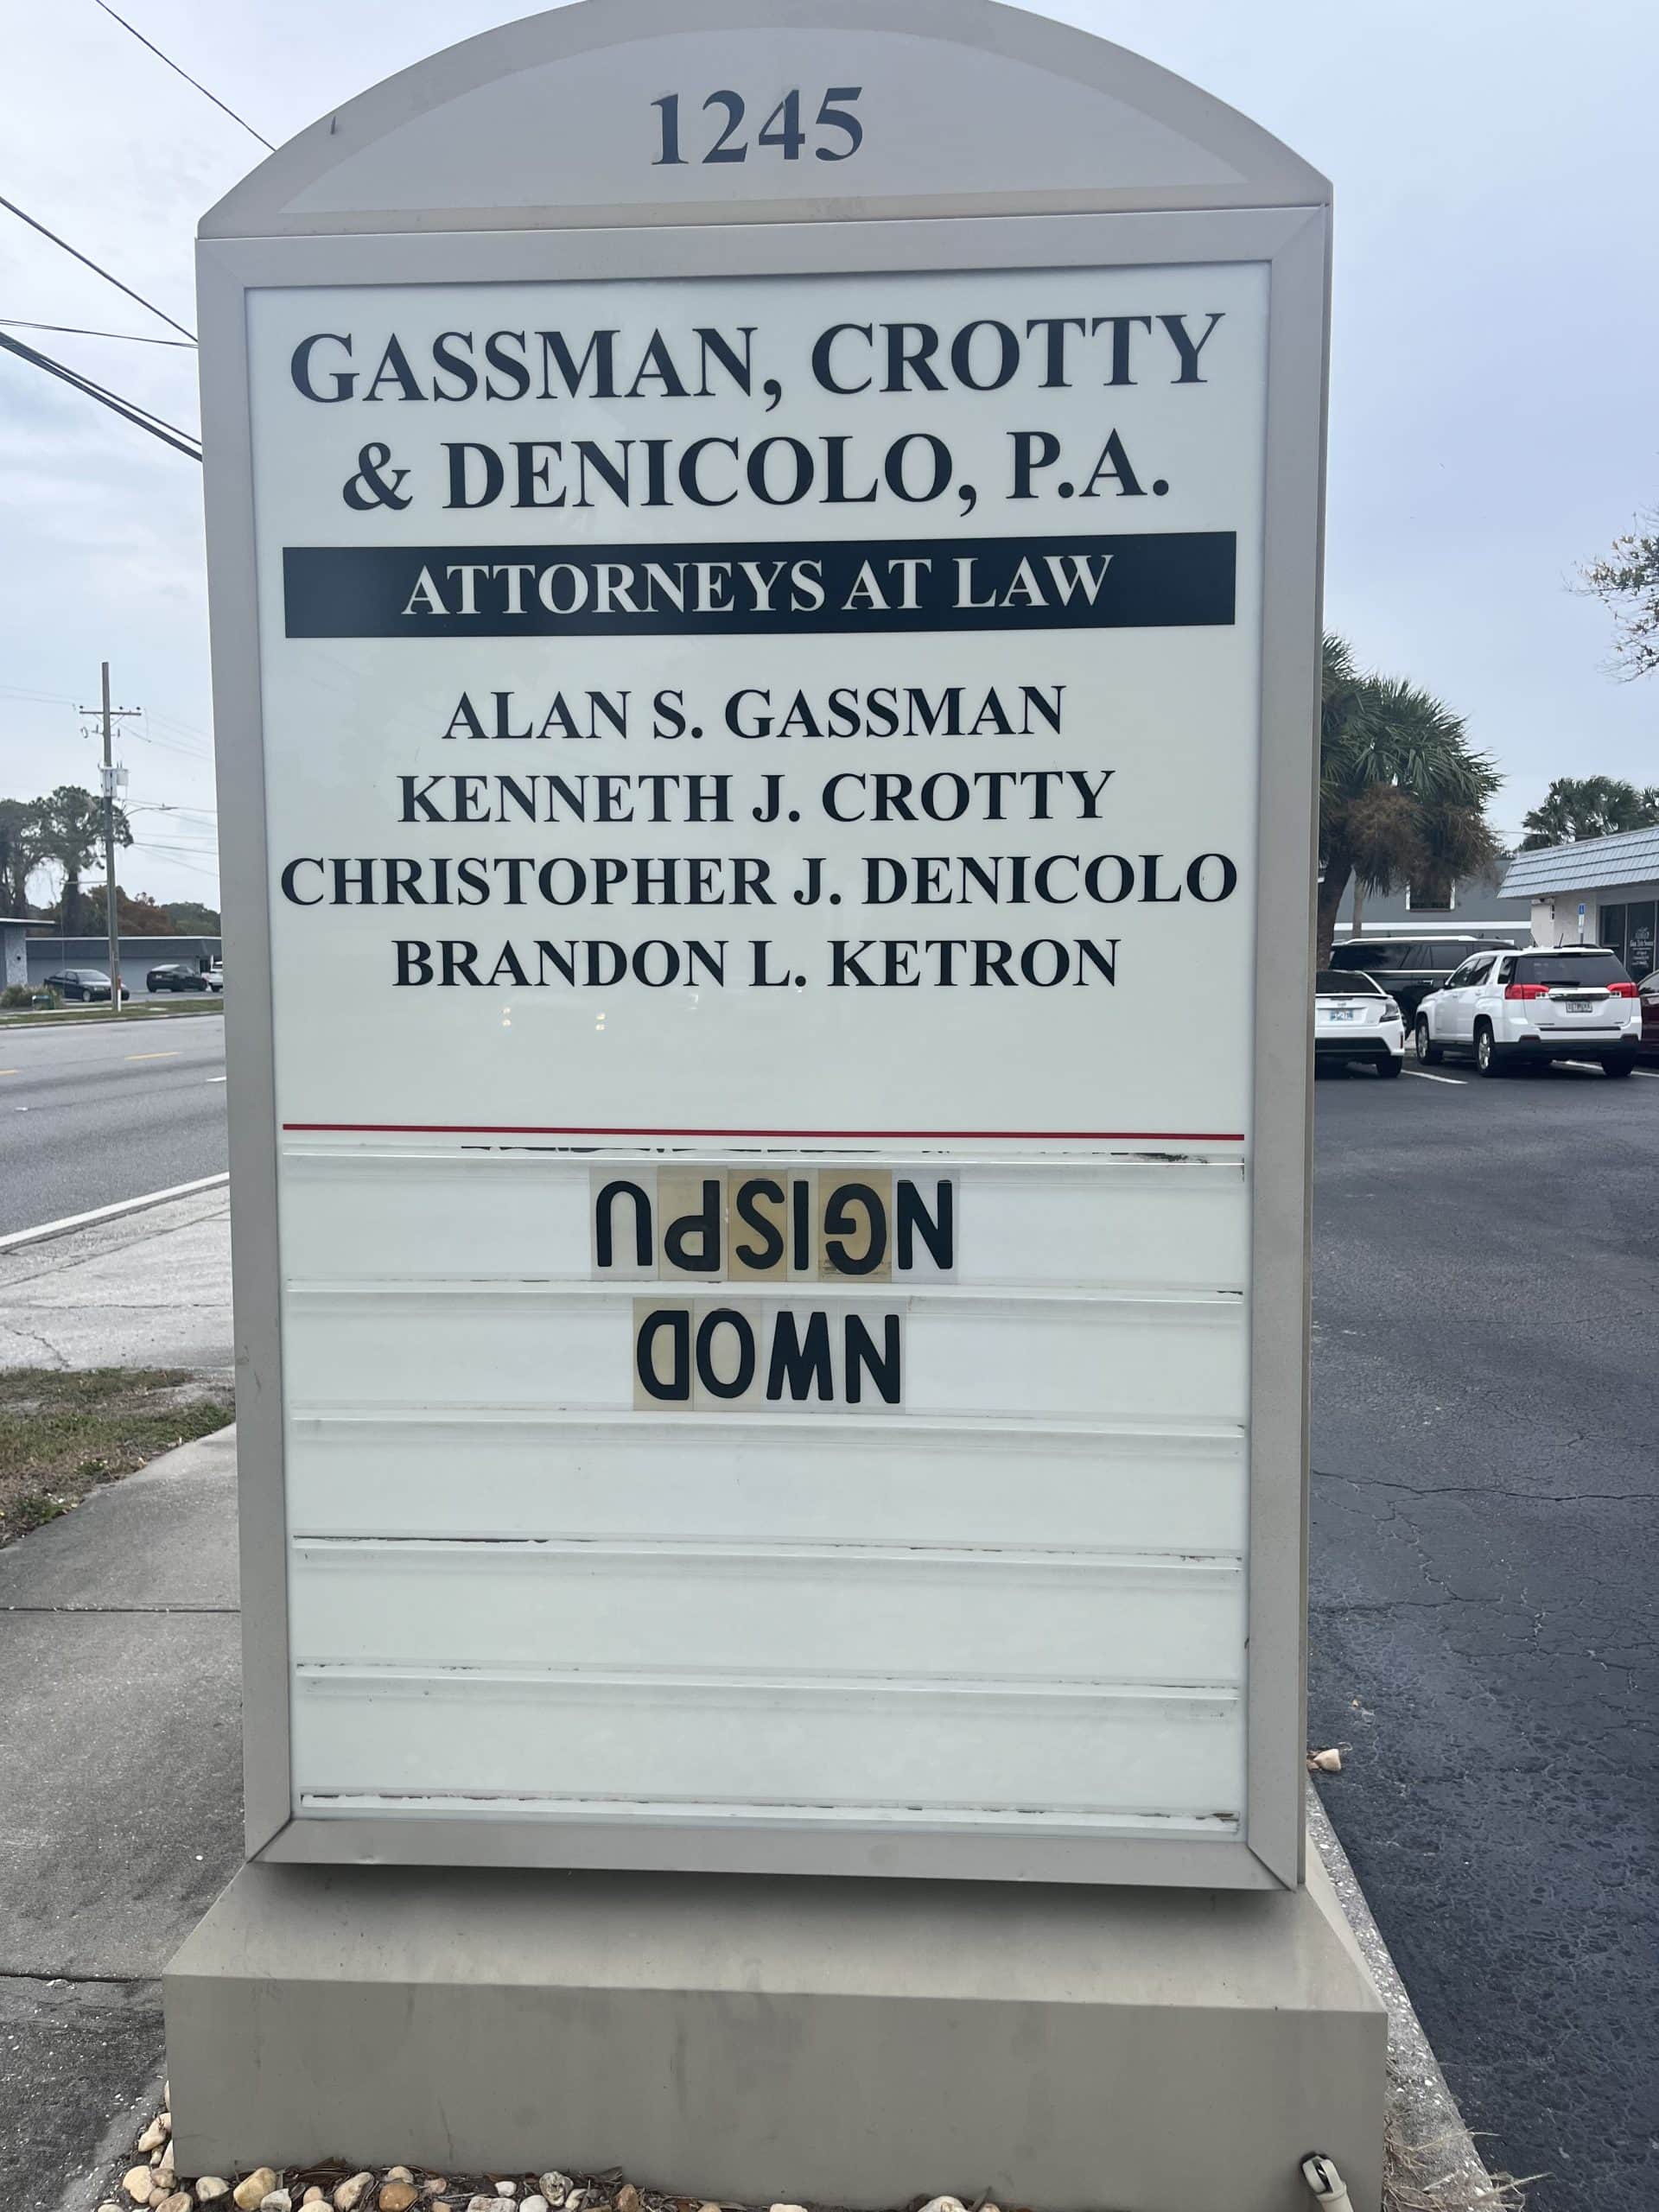 1245
GASSMAN, CROTTY
& DENICOLO, P.A.
ATTORNEYS AT LAW
ALAN S. GASSMAN
KENNETH J. CROTTY
CHRISTOPHER J. DENICOLO
BRANDON L. KETRON
UPSIGN
DOWN